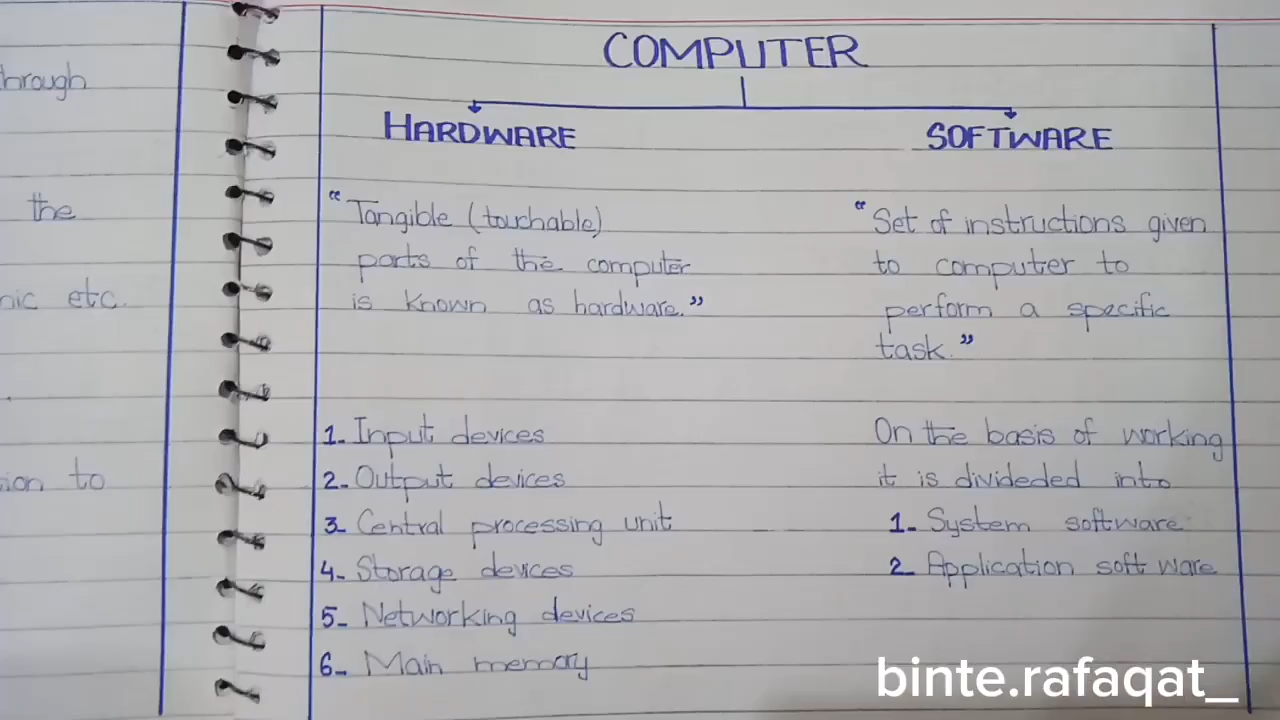 hrough
the
nic etc.
ion to
COMPUTER
HARDWARE
"Tangible (touchable)
parts of the computer
is known as hardware."
1- Input devices
2- Output devices
3- Central processing unit
4- Storage devices
5- Networking devices
6- Main memory
SOFTWARE
"Set of instructions given
to computer to
perform a specific
task."
On the basis of working
it is divideded into
1- System software
2- Application software
binte.rafaqat_